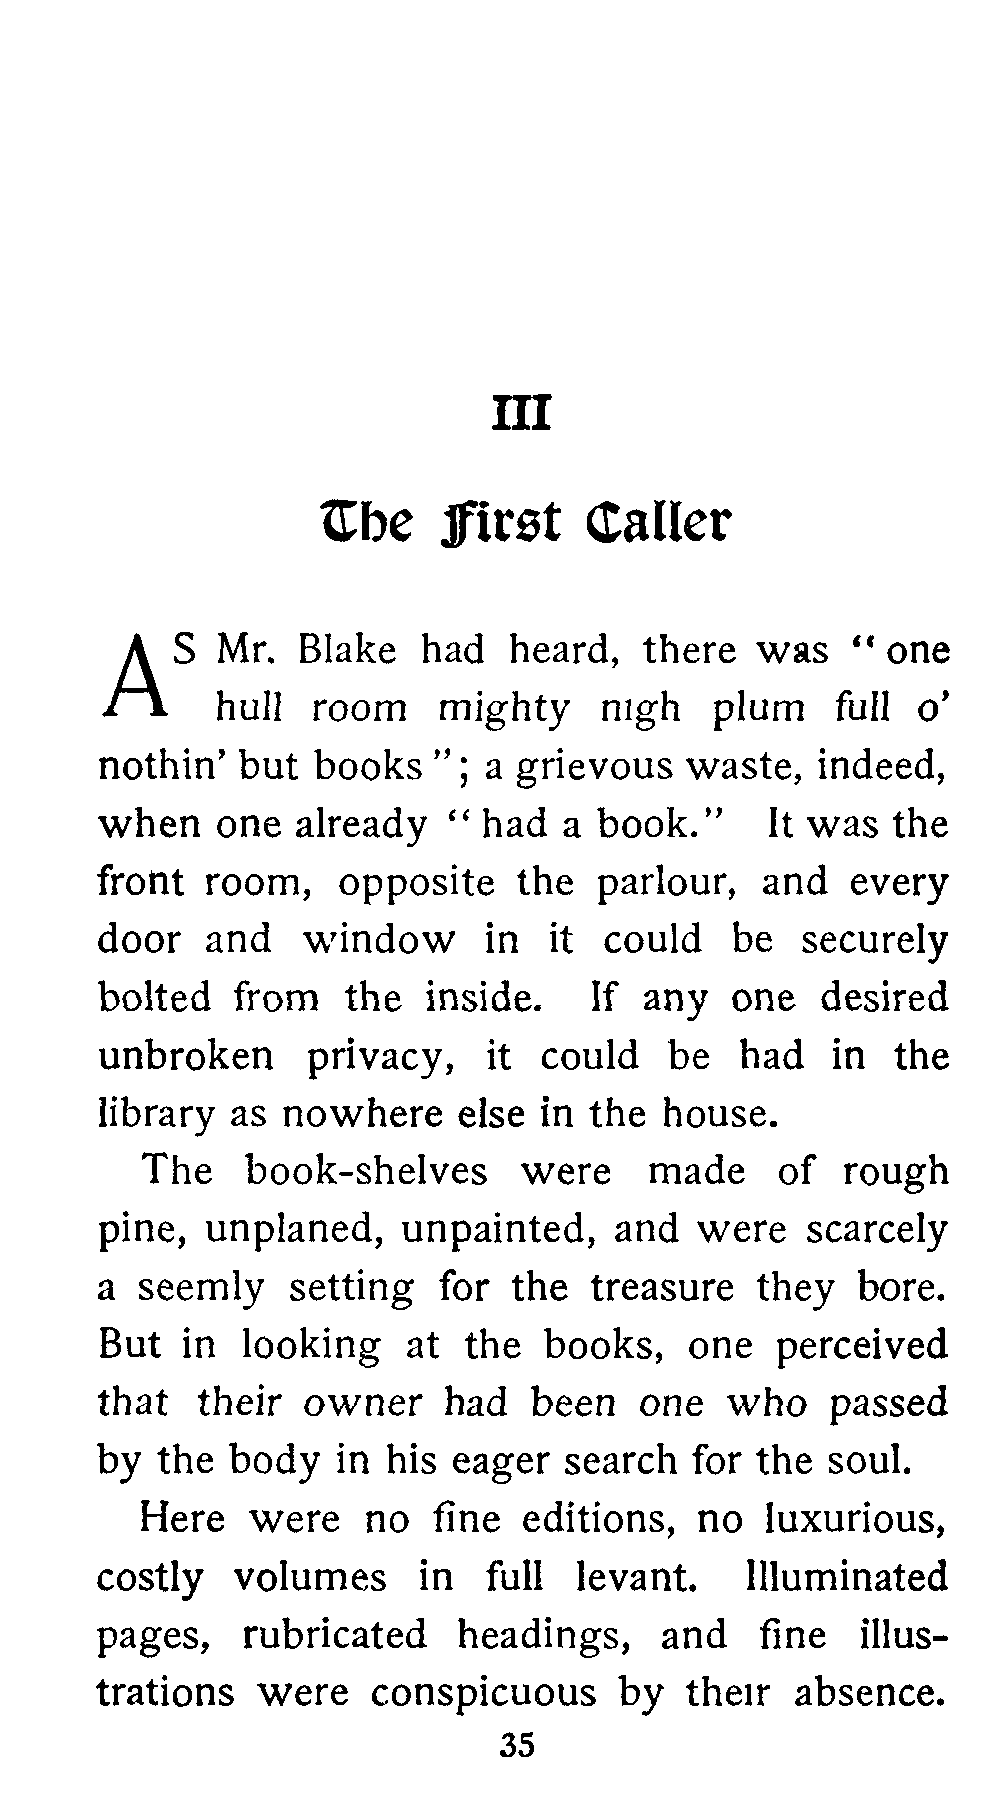 III
The First Caller
AS Mr. Blake had heard, there was “one
hull room mighty nigh plum full o’
nothin’ but books”; a grievous waste, indeed,
when one already “had a book.” It was the
front room, opposite the parlour, and every
door and window in it could be securely
bolted from the inside. If any one desired
unbroken privacy, it could be had in the
library as nowhere else in the house.
The book-shelves were made of rough
pine, unplaned, unpainted, and were scarcely
a seemly setting for the treasure they bore.
But in looking at the books, one perceived
that their owner had been one who passed
by the body in his eager search for the soul.
Here were no fine editions, no luxurious,
costly volumes in full levant. Illuminated
pages, rubricated headings, and fine illus-
trations were conspicuous by their absence.
35